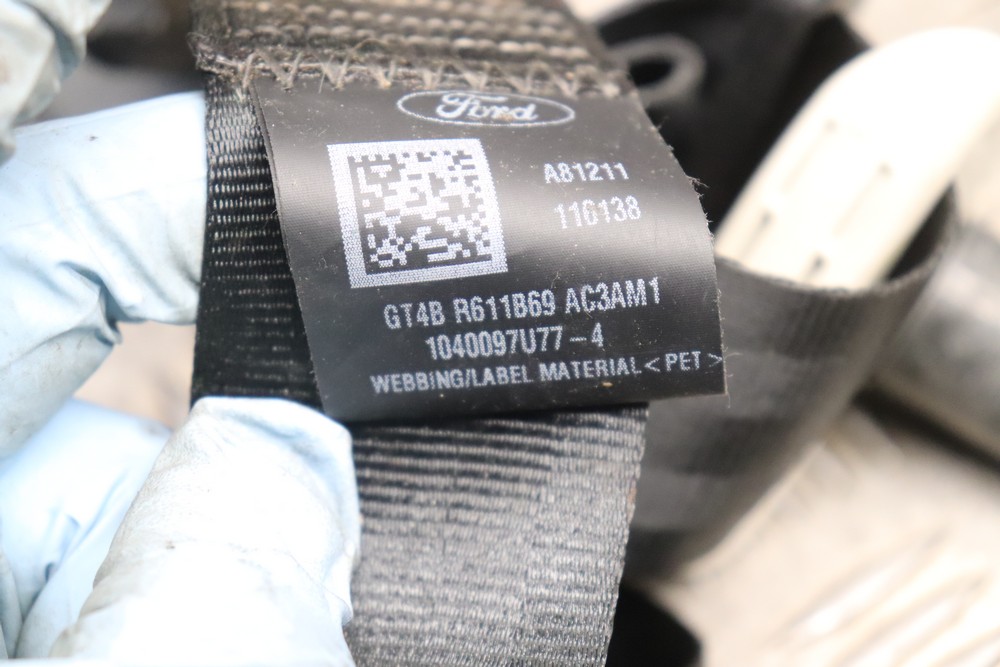 Ford
A81211
116138
GT4B R611B69 AC3AM1
1040097U77-4
WEBBING/LABEL MATERIAL < PET >